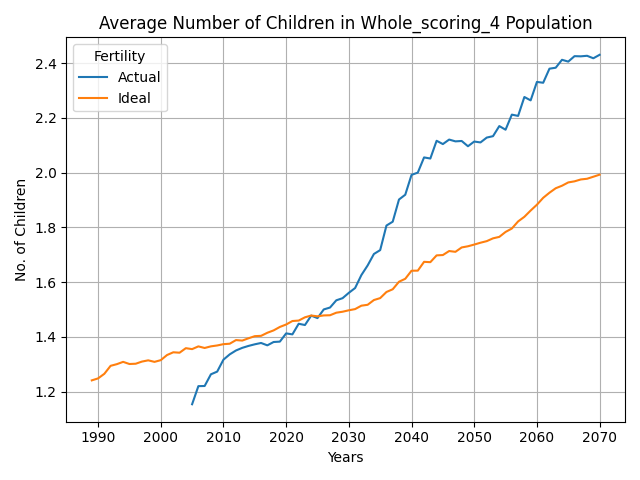 Average Number of Children in Whole_scoring_4 Population
Fertility
Actual
Ideal
No. of Children
2.4
2.2
2.0
1.8
1.6
1.4
1.2
1990 2000 2010 2020 2030 2040 2050 2060 2070
Years